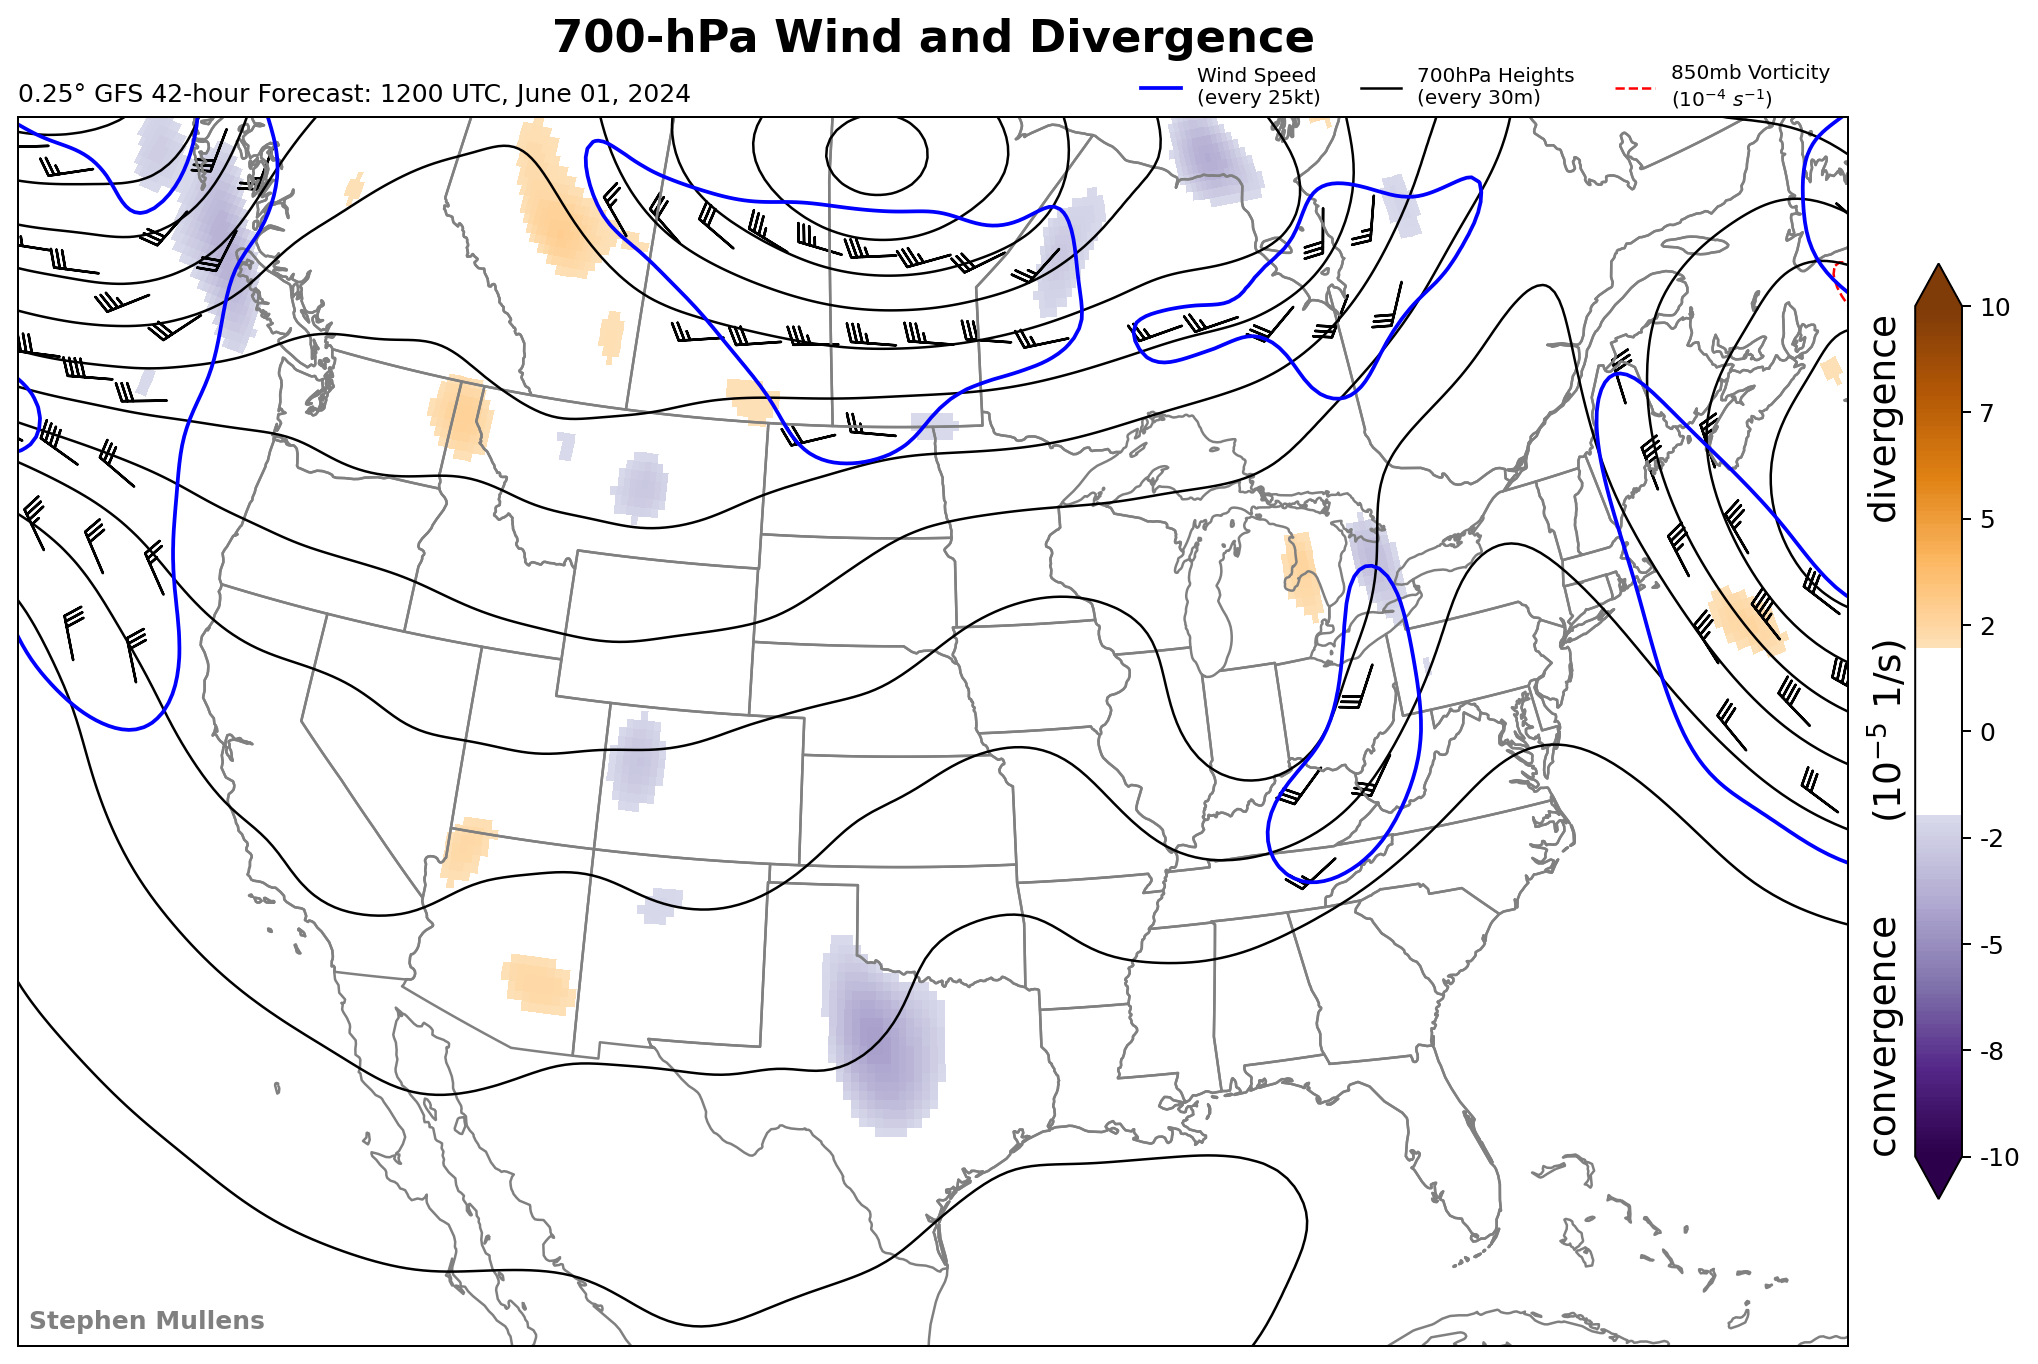 700-hPa Wind and Divergence
0.25° GFS 42-hour Forecast: 1200 UTC, June 01, 2024
Wind Speed
(every 25kt)
700hPa Heights
(every 30m)
850mb Vorticity
(10⁻⁴ s⁻¹)
10
7
5
2
0
-2
-5
-8
-10
convergence (10⁻⁵ 1/s) divergence
Stephen Mullens